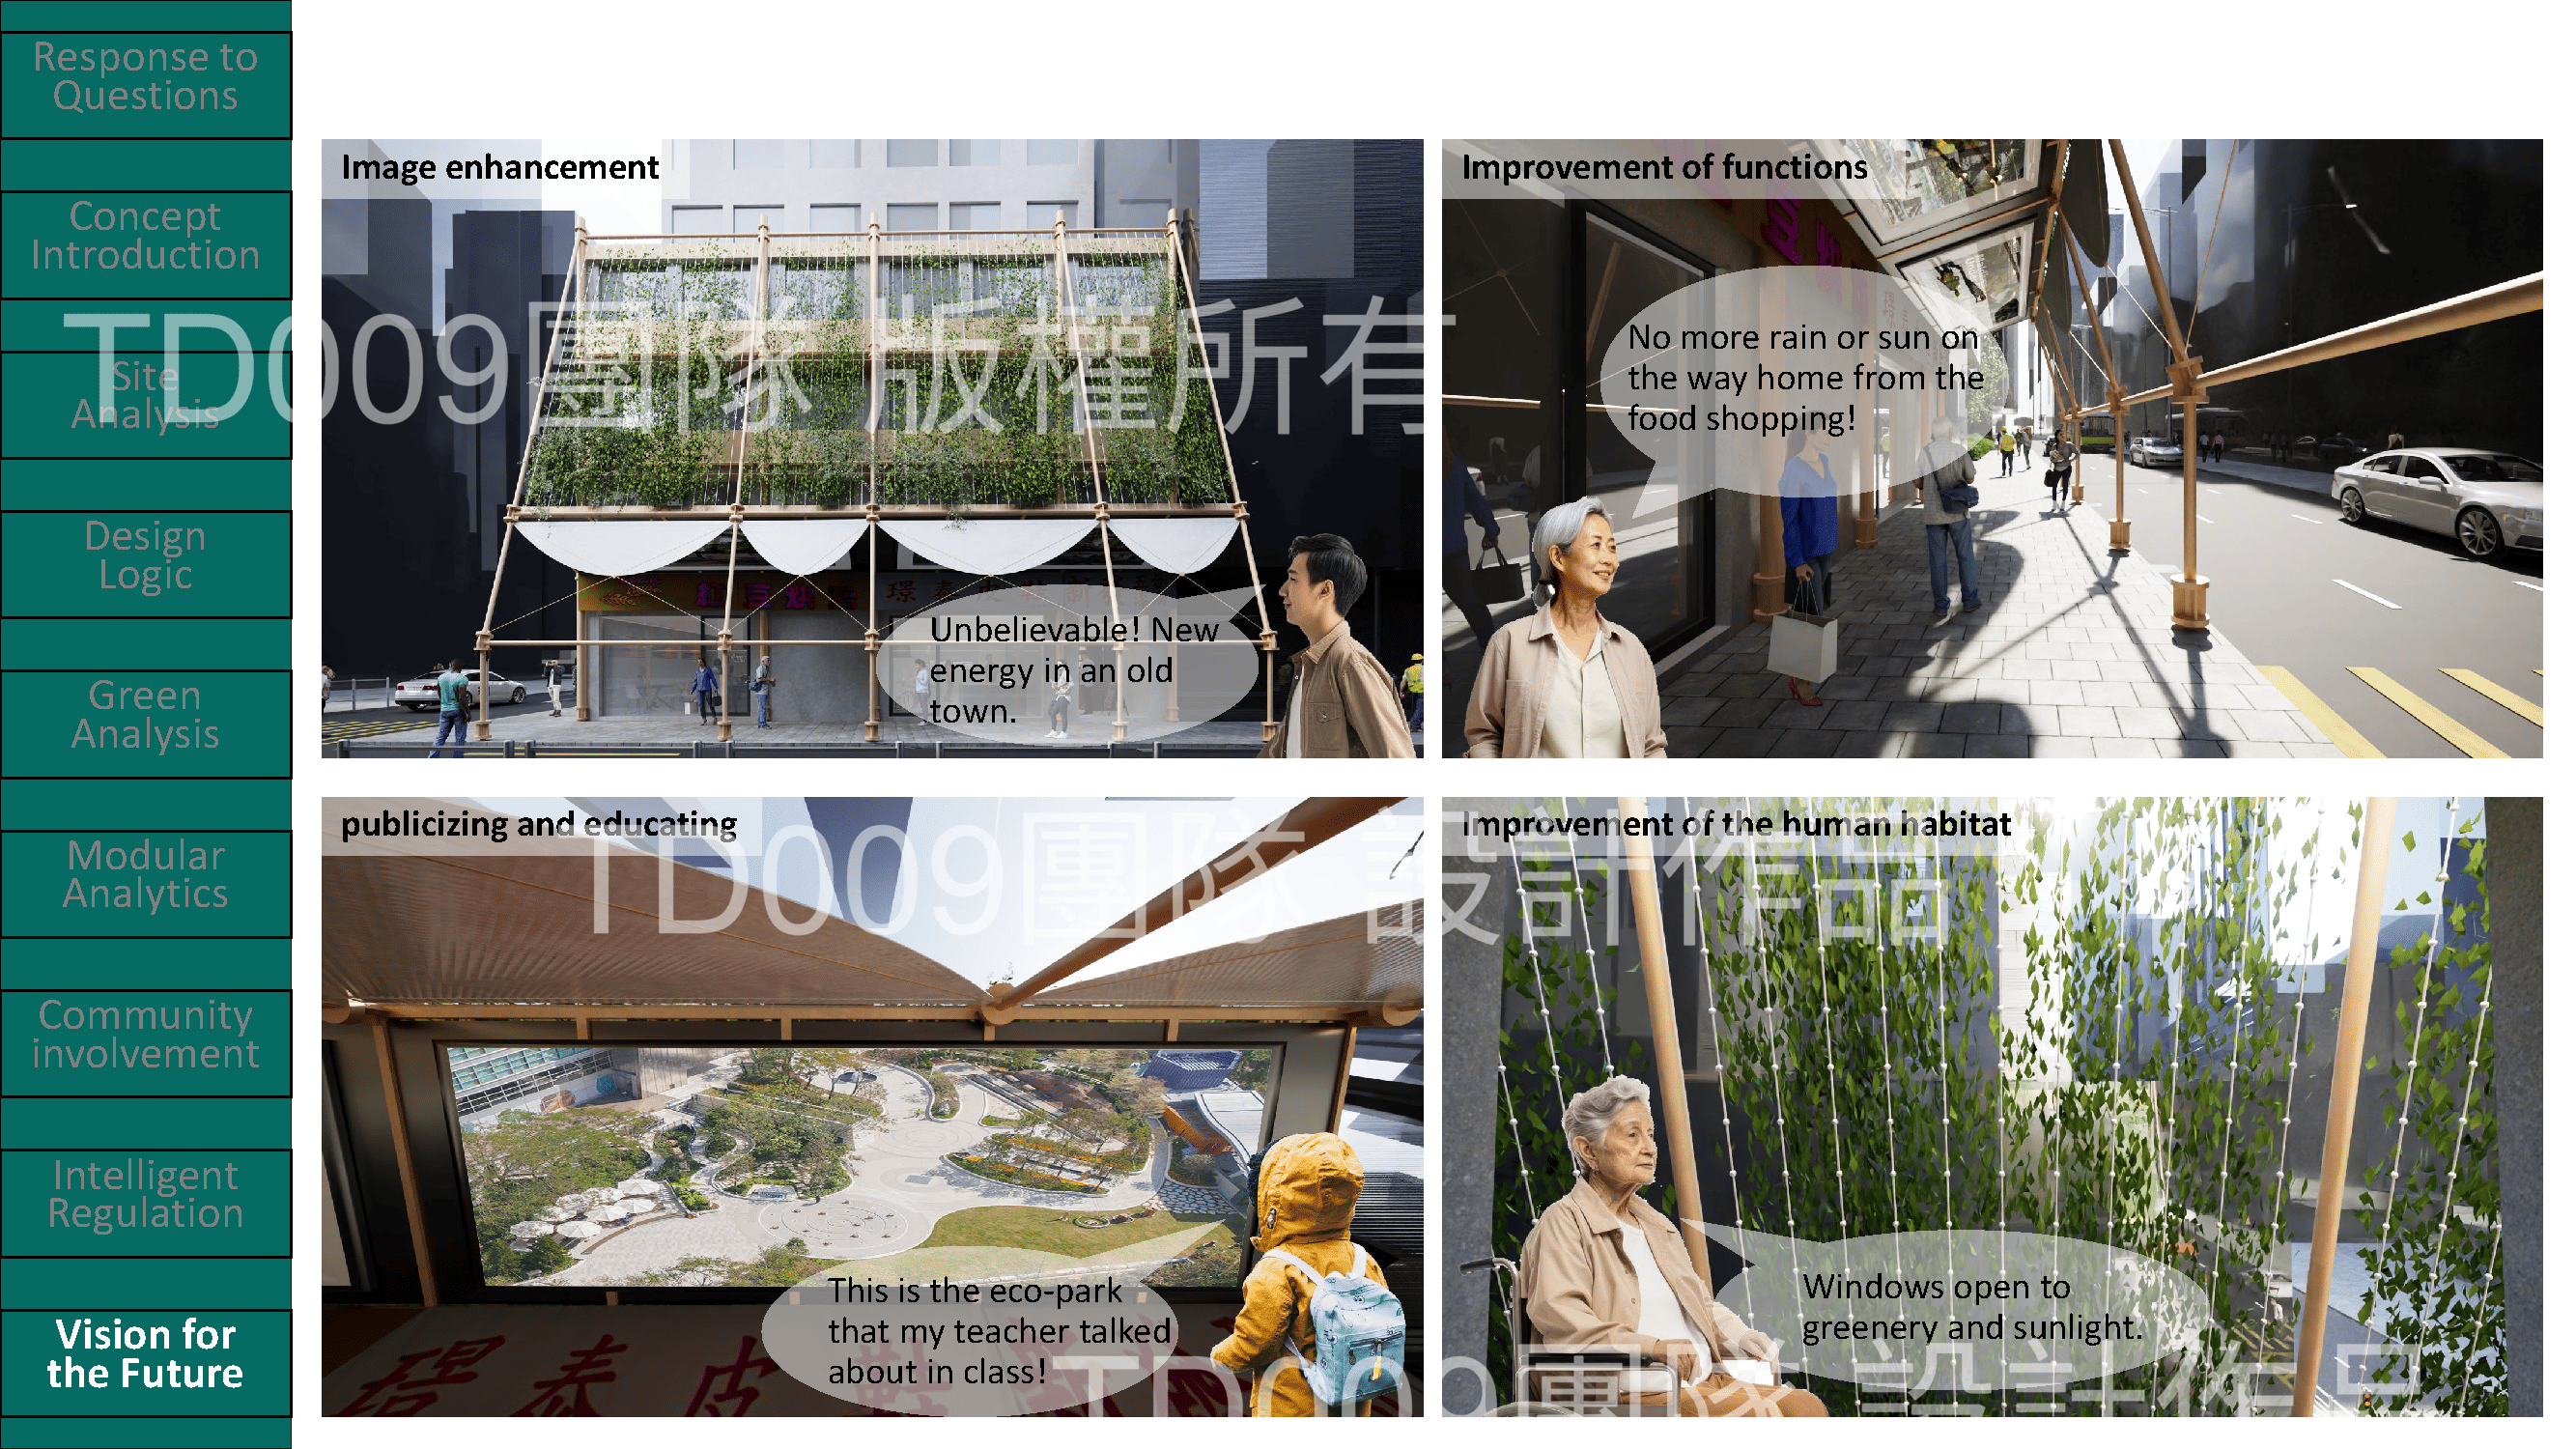 Response to
Questions
Concept
Introduction
Site
Analysis
Design
Logic
Green
Analysis
Modular
Analytics
Community
involvement
Intelligent
Regulation
Vision for
the Future
Image enhancement
Unbelievable! New
energy in an old
town.
Improvement of functions
No more rain or sun on
the way home from the
food shopping!
publicizing and educating
This is the eco-park
that my teacher talked
about in class!
Improvement of the human habitat
Windows open to
greenery and sunlight.
TD009團隊 版權所有
TD009團隊 設計作品
TD009團隊 設計作品
璟泰皮鞋